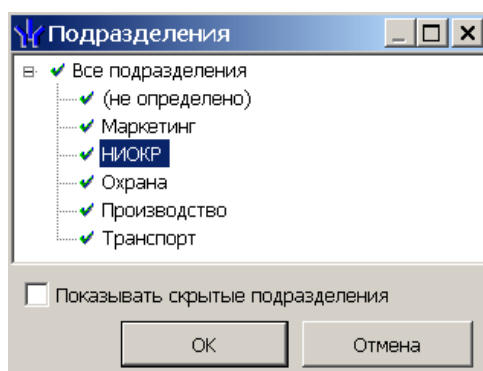 Подразделения
Все подразделения
(не определено)
Маркетинг
НИОКР
Охрана
Производство
Транспорт
Показывать скрытые подразделения
ОК
Отмена